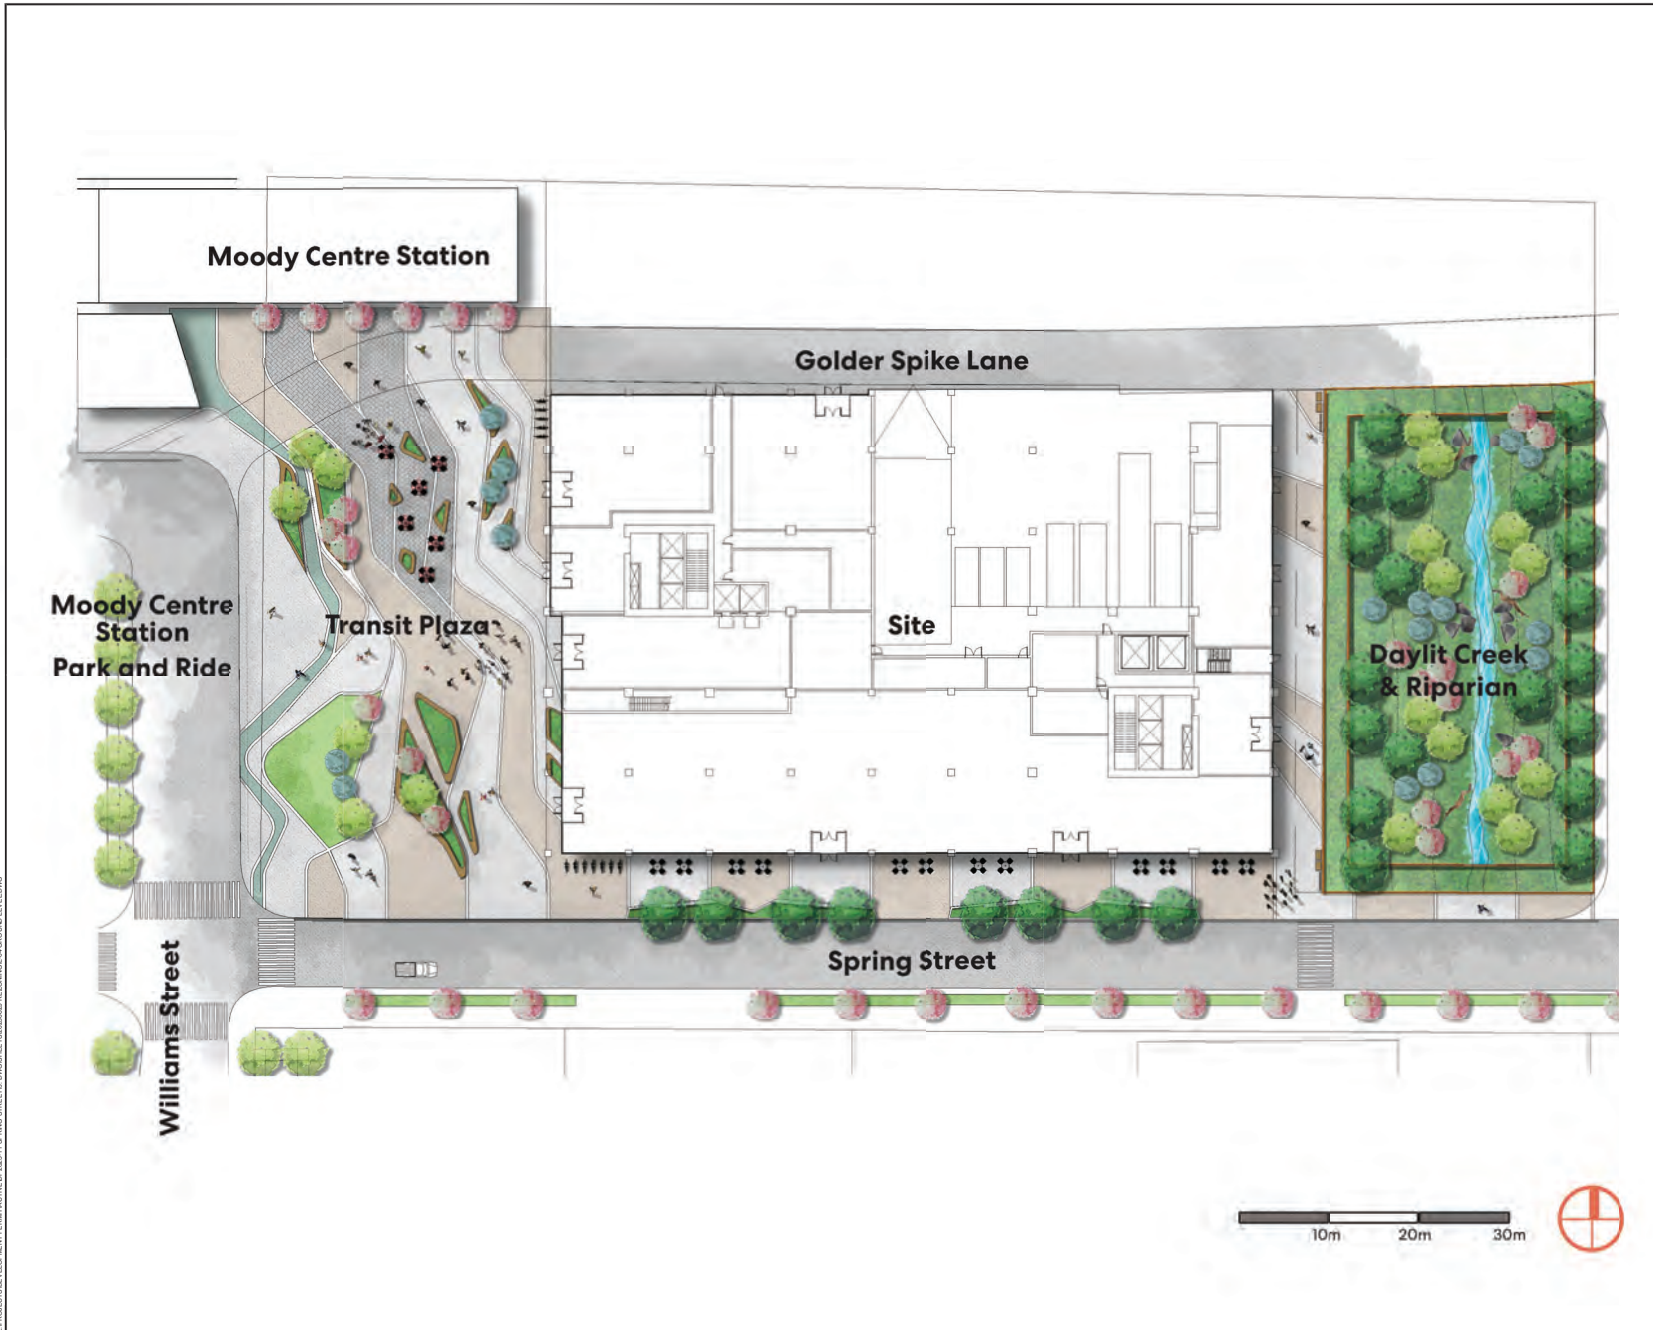 Moody Centre Station
Golder Spike Lane
Moody Centre
Station
Park and Ride
Transit Plaza
Site
Daylit Creek
& Riparian
Spring Street
Williams Street
10m
20m
30m